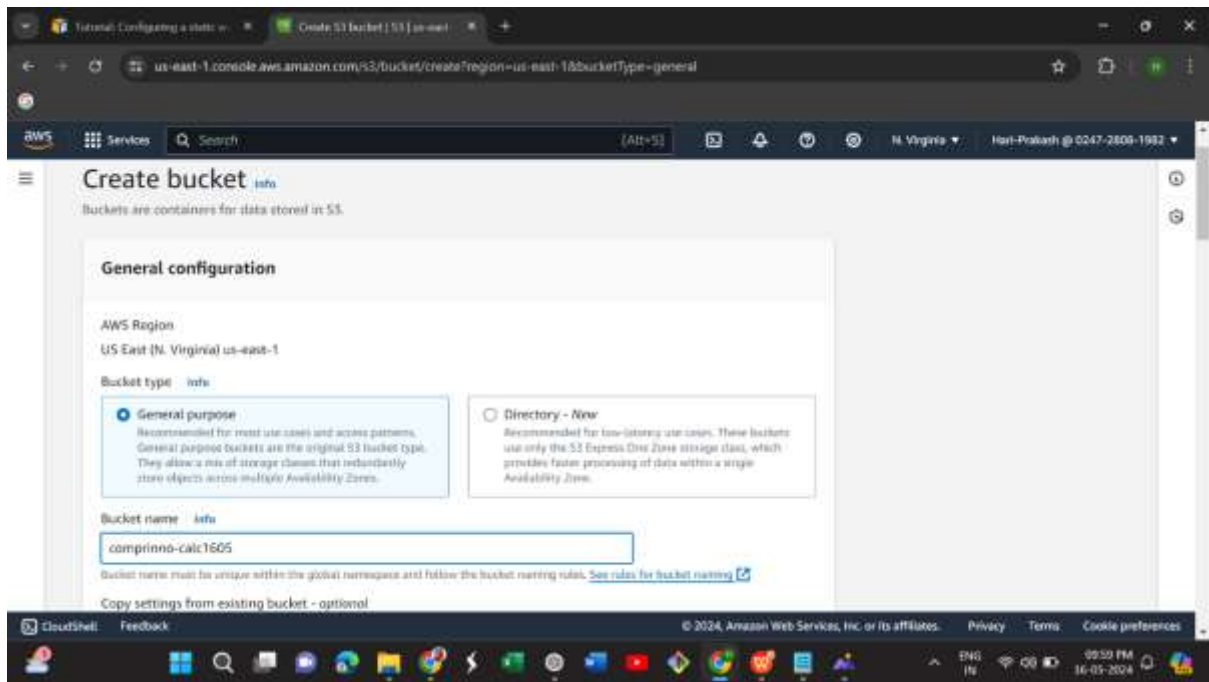 Tutorial: Configuring a static w
Create S3 bucket | S3 | us-east
us-east-1.console.aws.amazon.com/s3/bucket/create?region=us-east-1&bucketType=general
aws
Services
Search
[Alt+S]
N. Virginia
Hari-Prakash @ 0247-2808-1982
Create bucket Info
Buckets are containers for data stored in S3.
General configuration
AWS Region
US East (N. Virginia) us-east-1
Bucket type Info
General purpose
Recommended for most use cases and access patterns.
General purpose buckets are the original S3 bucket type.
They allow a mix of storage classes that redundantly
store objects across multiple Availability Zones.
Directory - New
Recommended for low-latency use cases. These buckets
use only the S3 Express One Zone storage class, which
provides faster processing of data within a single
Availability Zone.
Bucket name Info
comprinno-calc1605
Bucket name must be unique within the global namespace and follow the bucket naming rules. See rules for bucket naming
Copy settings from existing bucket - optional
CloudShell
Feedback
© 2024, Amazon Web Services, Inc. or its affiliates.
Privacy
Terms
Cookie preferences
ENG
IN
09:59 PM
16-05-2024